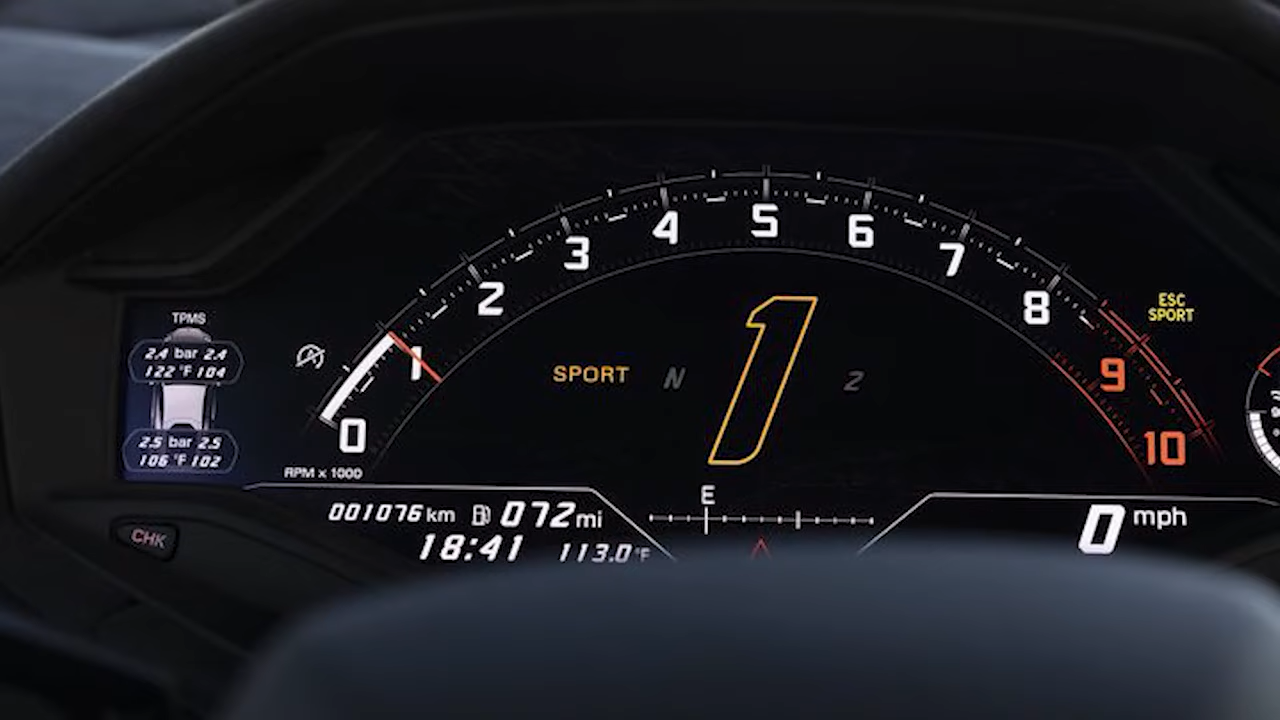 TPMS
2.4 bar 2.4
122 °F 104
2.5 bar 2.5
106 °F 102
CHK
0 1 2 3 4 5 6 7 8 9 10
RPM x 1000
ESC
SPORT
SPORT N 1 2
E
001076 km 072 mi
18:41 113.0 °F
0 mph